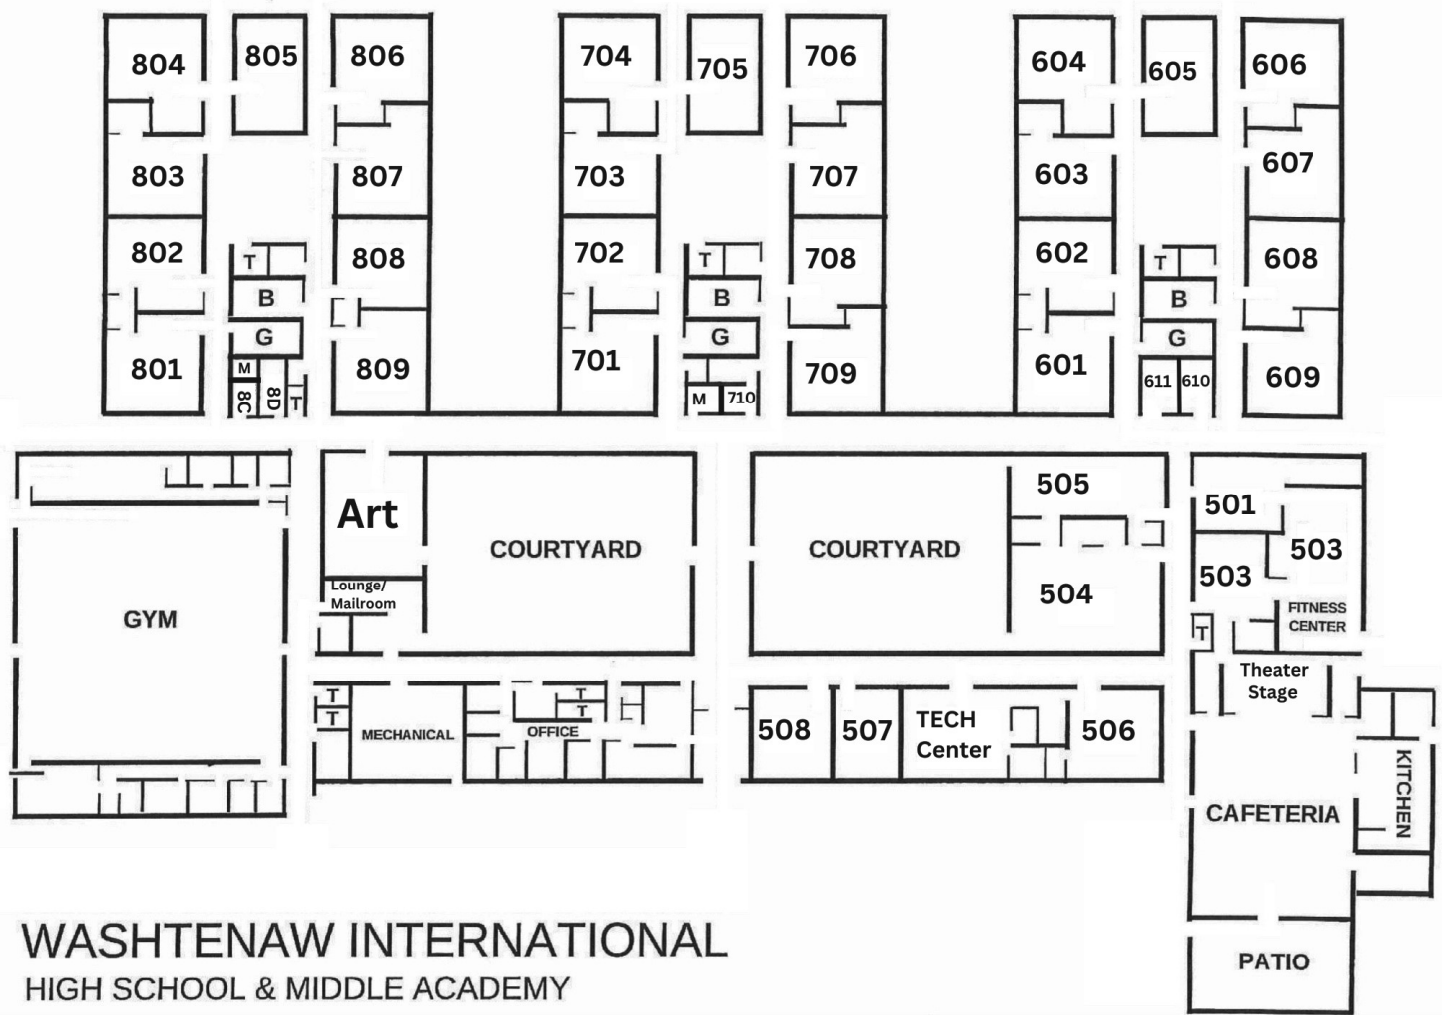 804
805
806
704
705
706
604
605
606
803
807
703
707
603
607
802
T
808
702
T
708
602
T
608
B
B
B
G
G
G
801
M
809
701
709
601
611
610
609
8C
8D
T
M
710
Art
COURTYARD
COURTYARD
505
501
503
503
504
Lounge/
Mailroom
GYM
FITNESS
CENTER
T
Theater
Stage
T
T
T
T
MECHANICAL
OFFICE
508
507
TECH
Center
506
KITCHEN
CAFETERIA
PATIO
WASHTENAW INTERNATIONAL
HIGH SCHOOL & MIDDLE ACADEMY